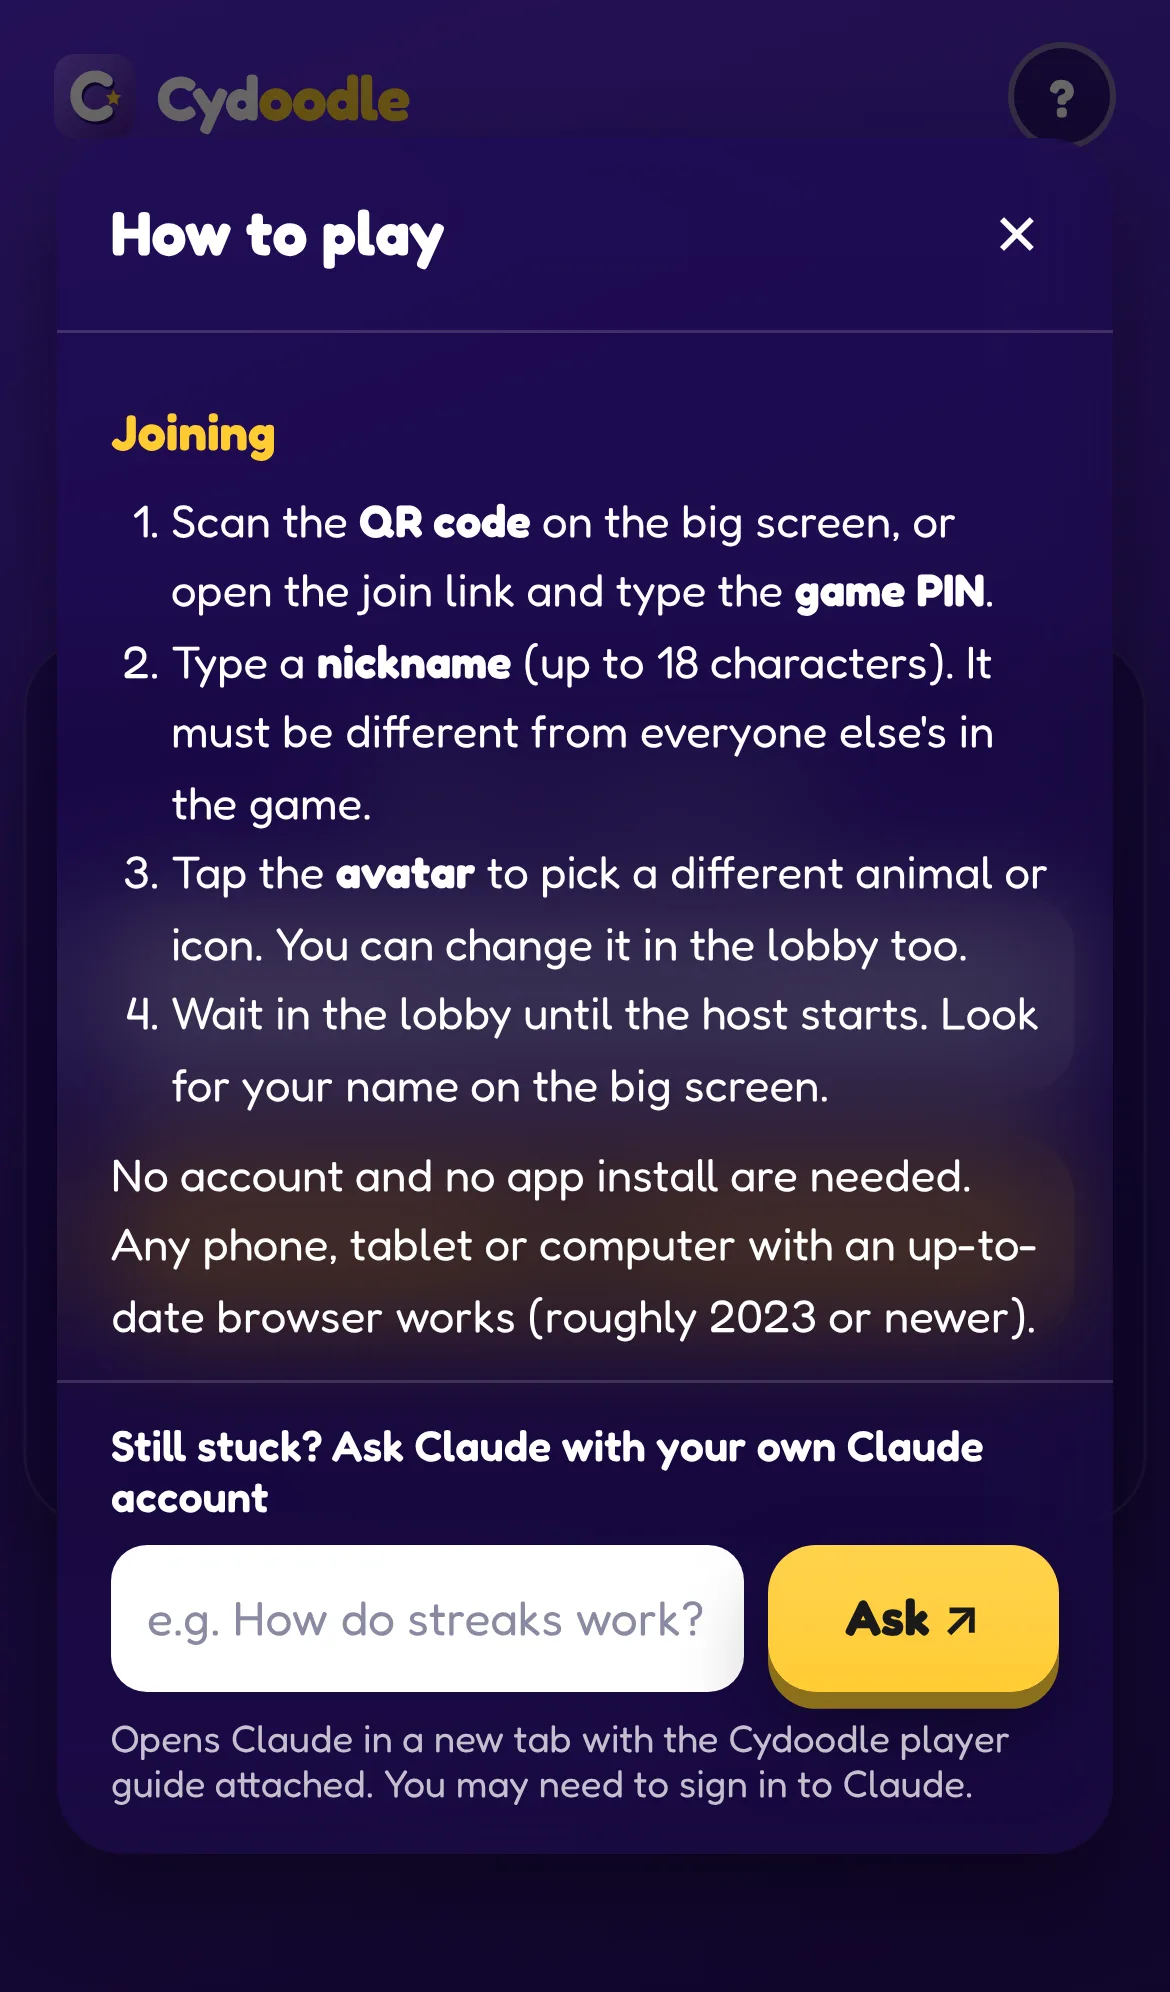 Cydoodle
?
How to play
×
Joining
1. Scan the QR code on the big screen, or
open the join link and type the game PIN.
2. Type a nickname (up to 18 characters). It
must be different from everyone else's in
the game.
3. Tap the avatar to pick a different animal or
icon. You can change it in the lobby too.
4. Wait in the lobby until the host starts. Look
for your name on the big screen.
No account and no app install are needed.
Any phone, tablet or computer with an up-to-
date browser works (roughly 2023 or newer).
Still stuck? Ask Claude with your own Claude
account
e.g. How do streaks work?
Ask ↗
Opens Claude in a new tab with the Cydoodle player
guide attached. You may need to sign in to Claude.